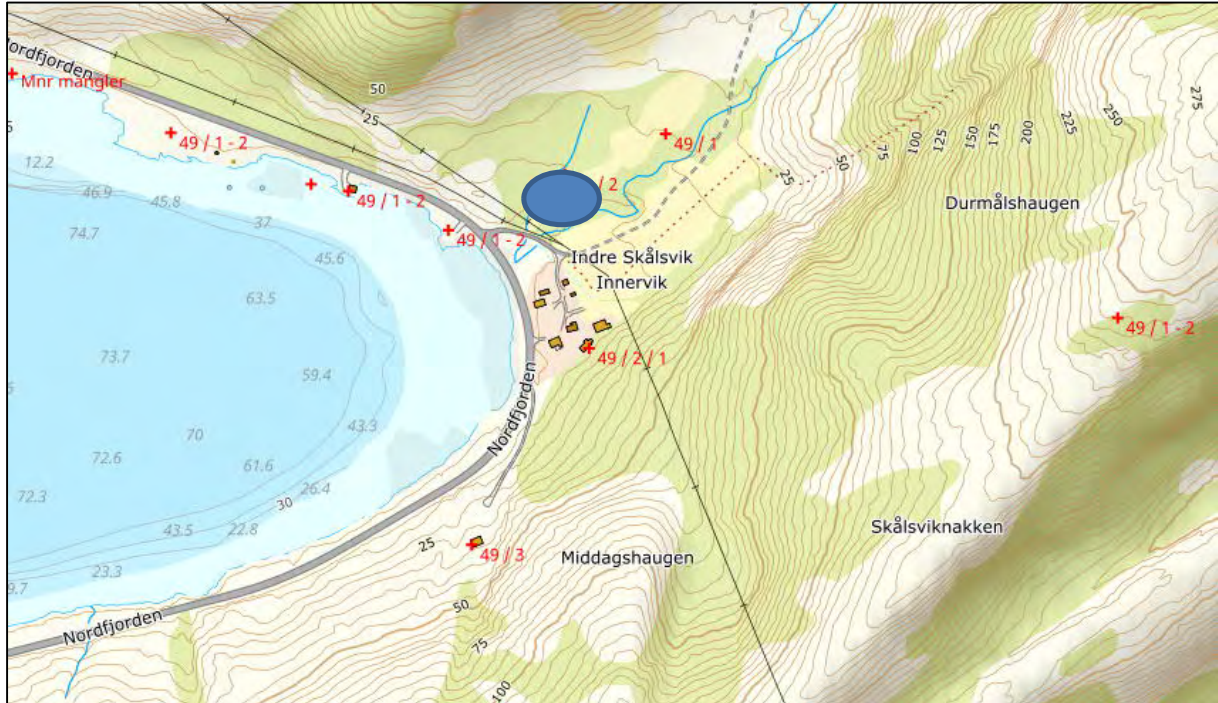 Nordfjorden
Mnr mangler
50
25
275
49 / 1 - 2
49 / 1
250
225
200
175
150
125
100
75
50
25
12.2
46.9
45.8
37
49 / 1 - 2
/ 2
Durmålshaugen
74.7
49 / 1 - 2
45.6
Indre Skålsvik
Innervik
63.5
49 / 1 - 2
73.7
59.4
49 / 2 / 1
Nordfjorden
43.3
70
72.6
61.6
26.4
72.3
30
43.5
22.8
Skålsviknakken
25
49 / 3
Middagshaugen
23.3
9.7
50
Nordfjorden
75
100